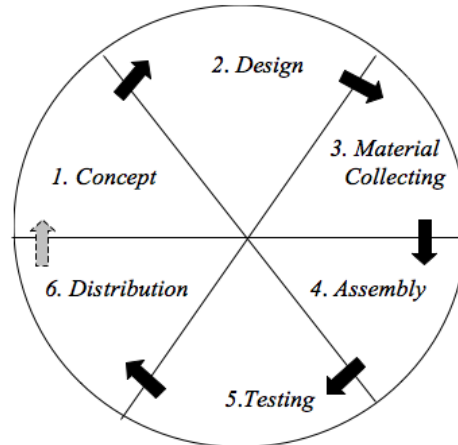 1. Concept
2. Design
3. Material
Collecting
4. Assembly
5.Testing
6. Distribution